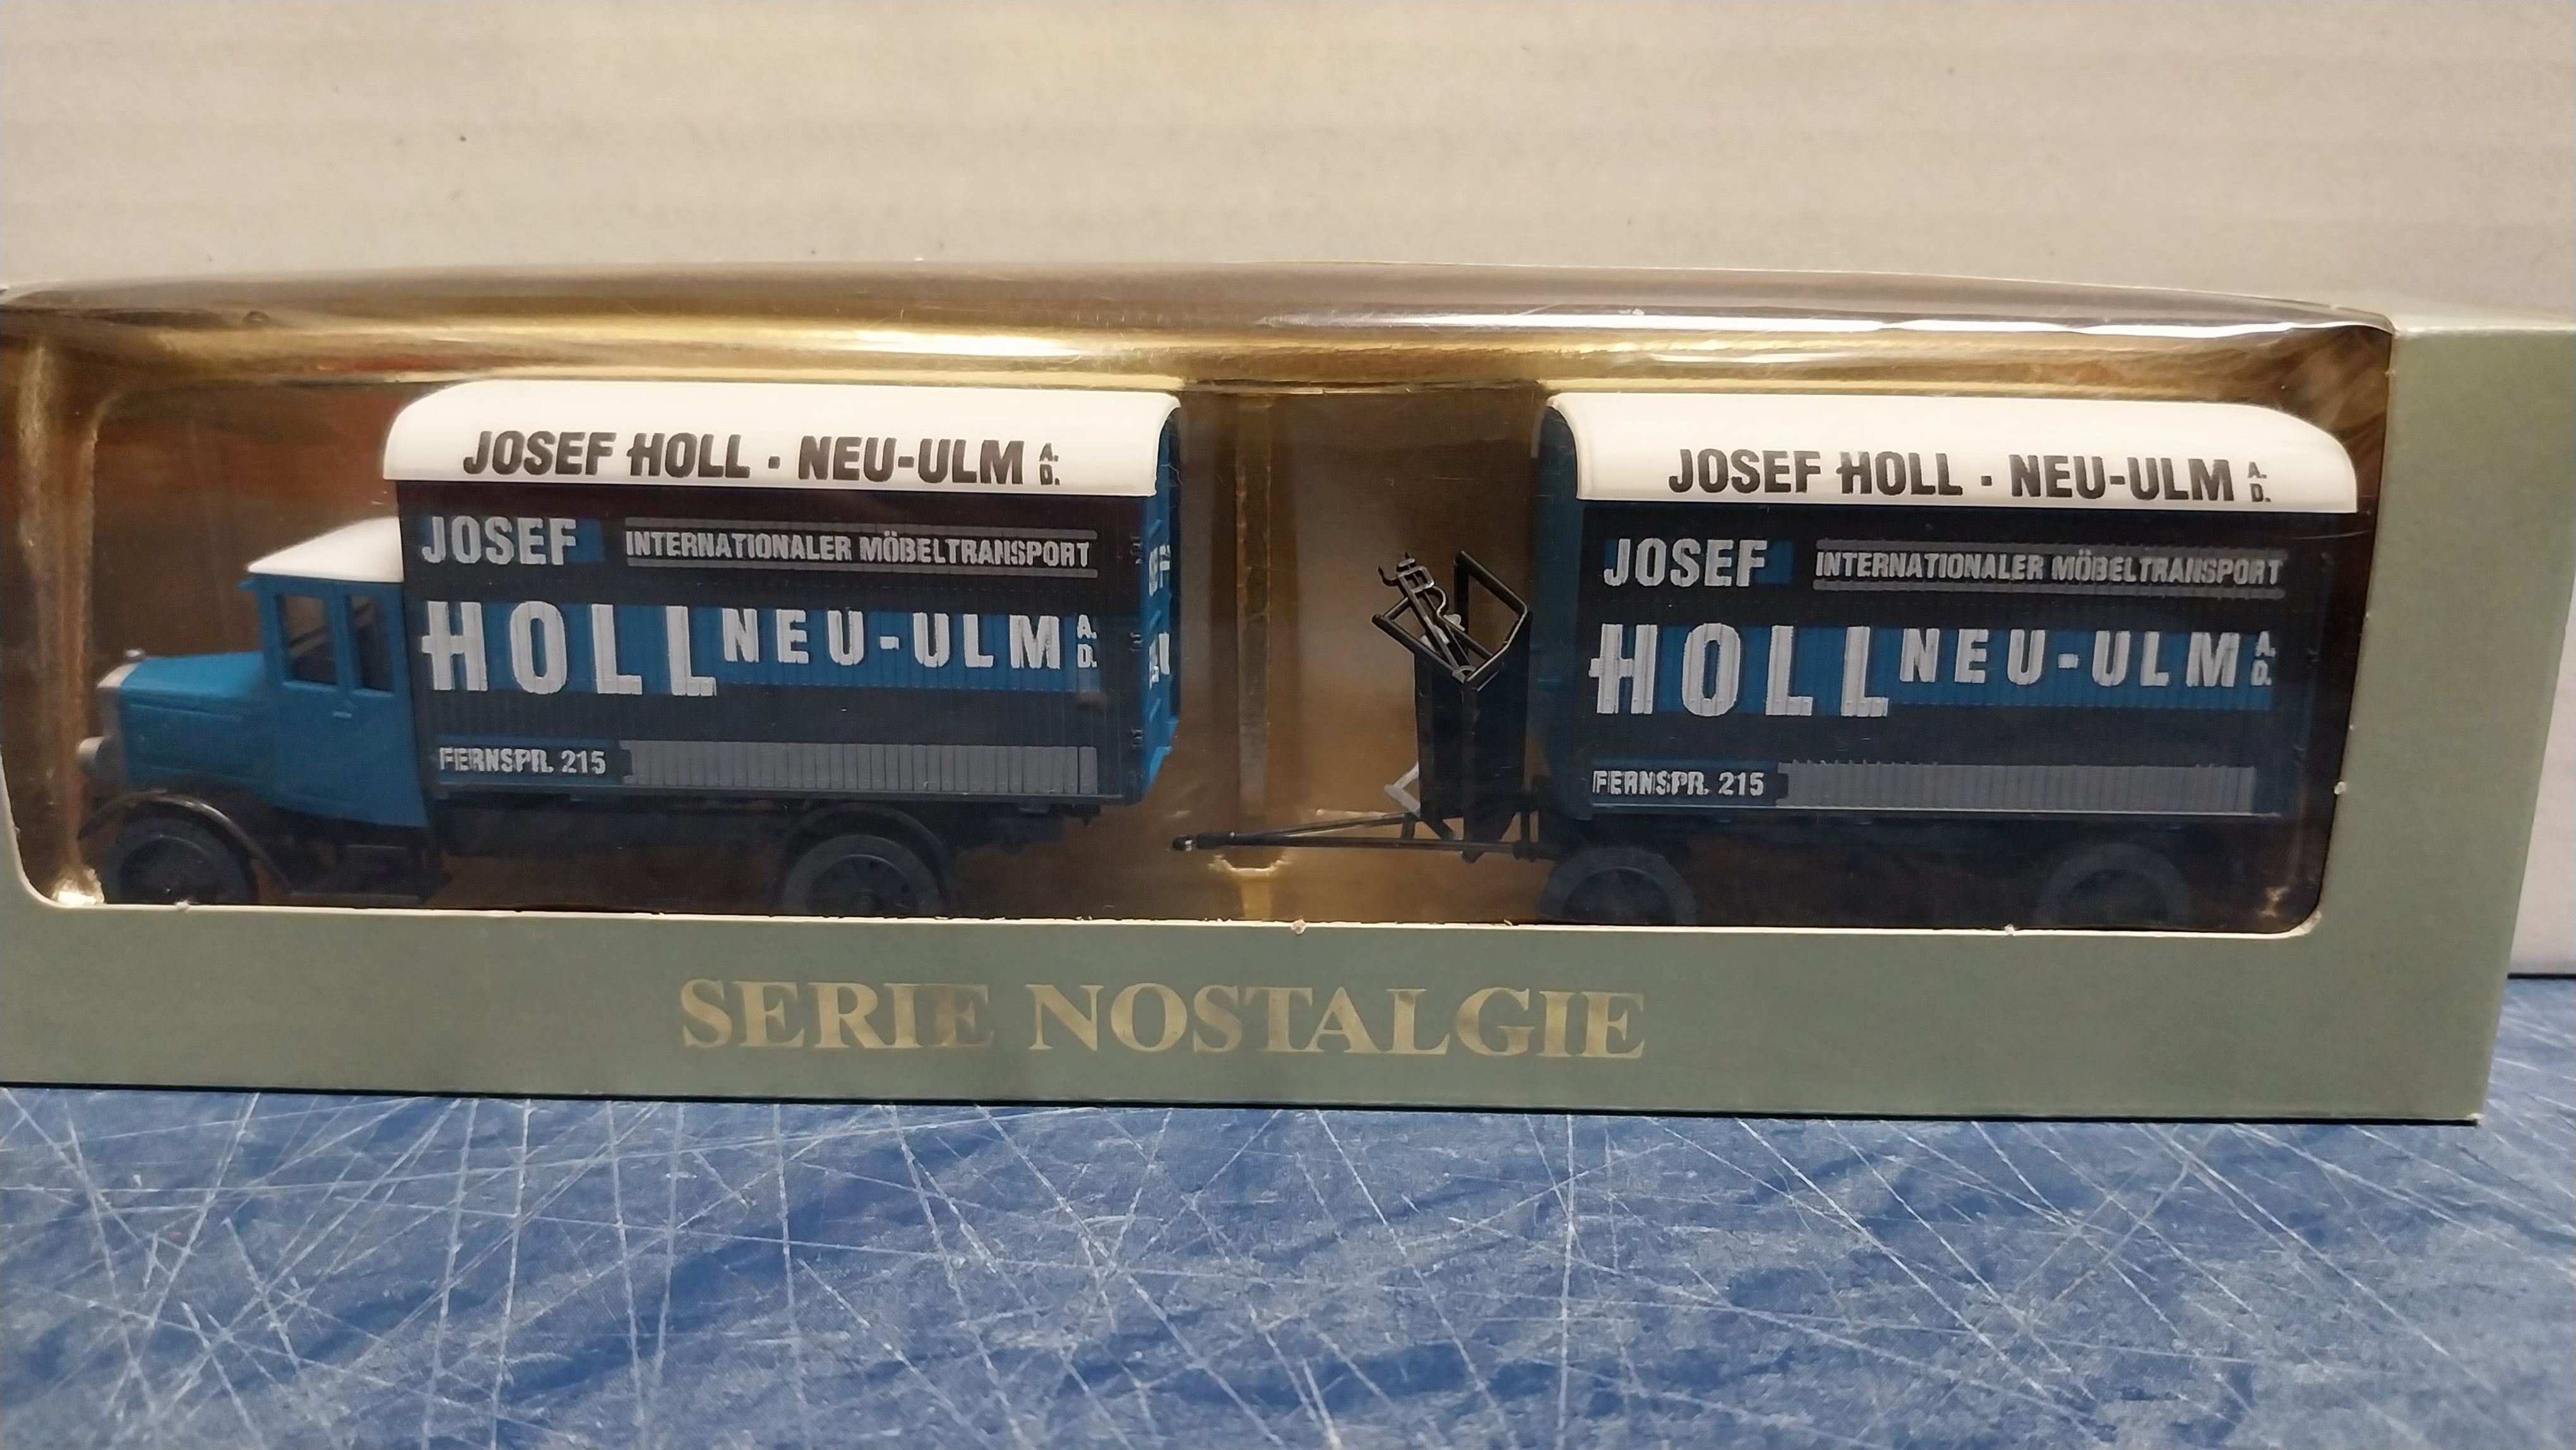 JOSEF HOLL · NEU-ULM A. D.
JOSEF INTERNATIONALER MÖBELTRANSPORT
HOLL NEU-ULM A. D.
FERNSPR. 215
JOSEF HOLL · NEU-ULM A. D.
JOSEF INTERNATIONALER MÖBELTRANSPORT
HOLL NEU-ULM A. D.
FERNSPR. 215
SERIE NOSTALGIE